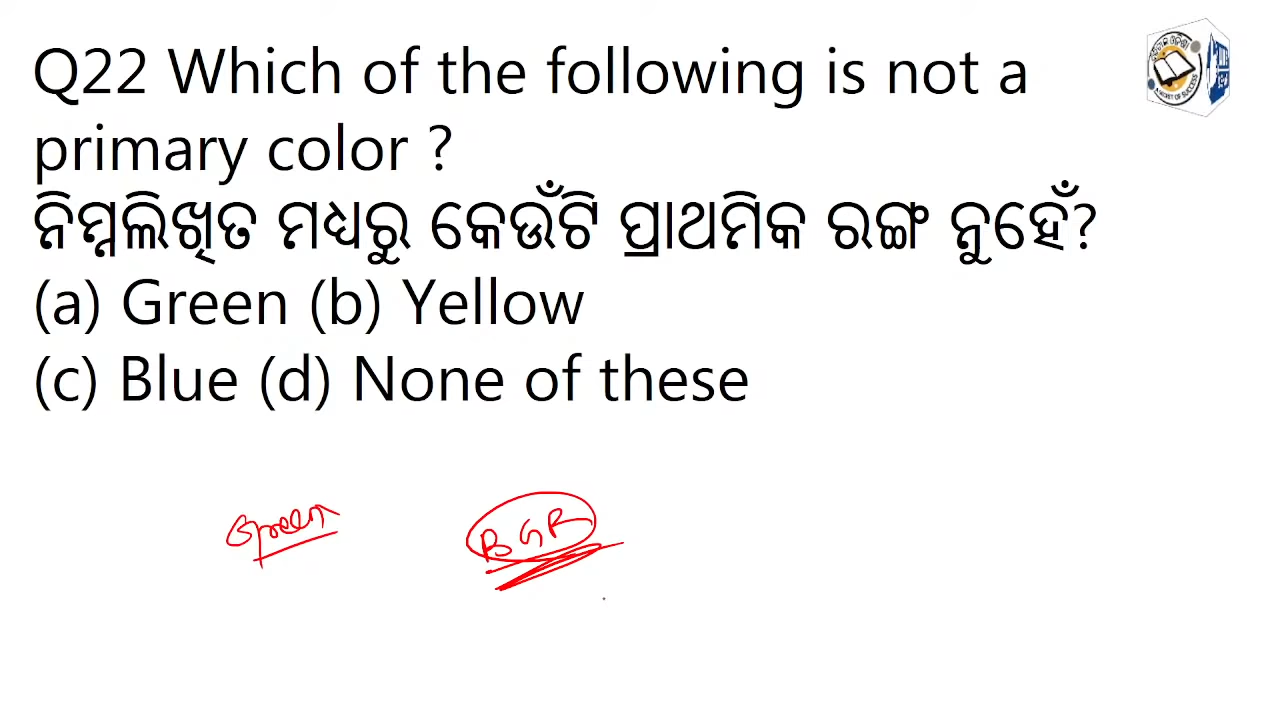 Q22 Which of the following is not a
primary color ?
ନିମ୍ନଲିଖିତ ମଧ୍ୟରୁ କେଉଁଟି ପ୍ରାଥମିକ ରଙ୍ଗ ନୁହେଁ?
(a) Green (b) Yellow
(c) Blue (d) None of these
Green BGR